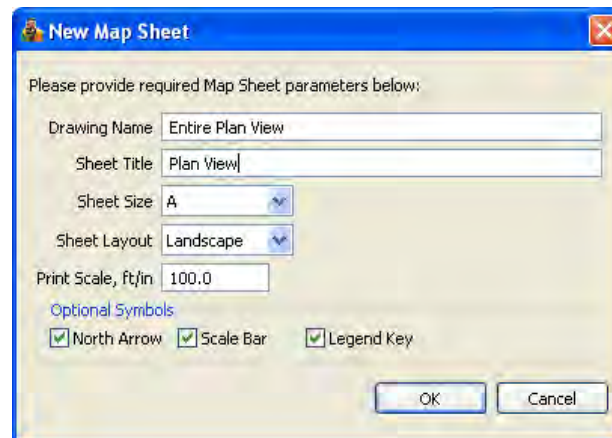 New Map Sheet
Please provide required Map Sheet parameters below:
Drawing Name Entire Plan View
Sheet Title Plan View
Sheet Size A
Sheet Layout Landscape
Print Scale, ft/in 100.0
Optional Symbols
North Arrow Scale Bar Legend Key
OK Cancel